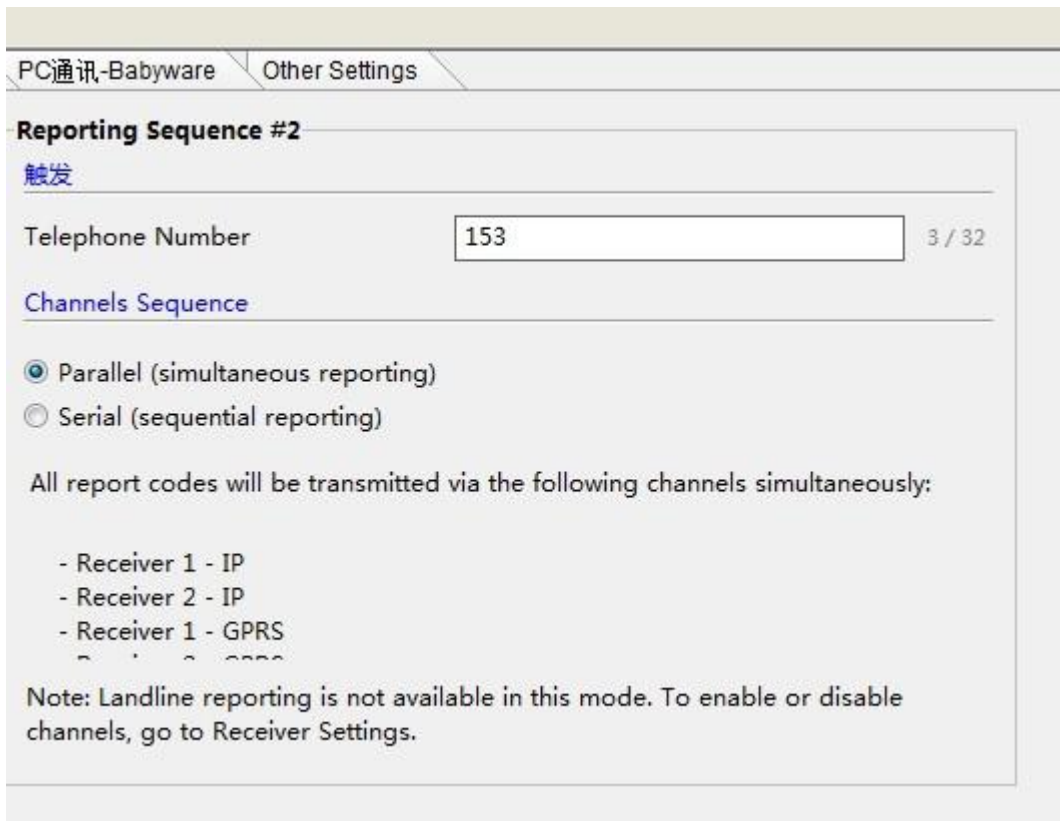 PC通讯-Babyware
Other Settings
Reporting Sequence #2
触发
Telephone Number 153 3 / 32
Channels Sequence
Parallel (simultaneous reporting)
Serial (sequential reporting)
All report codes will be transmitted via the following channels simultaneously:
- Receiver 1 - IP
- Receiver 2 - IP
- Receiver 1 - GPRS
Note: Landline reporting is not available in this mode. To enable or disable
channels, go to Receiver Settings.